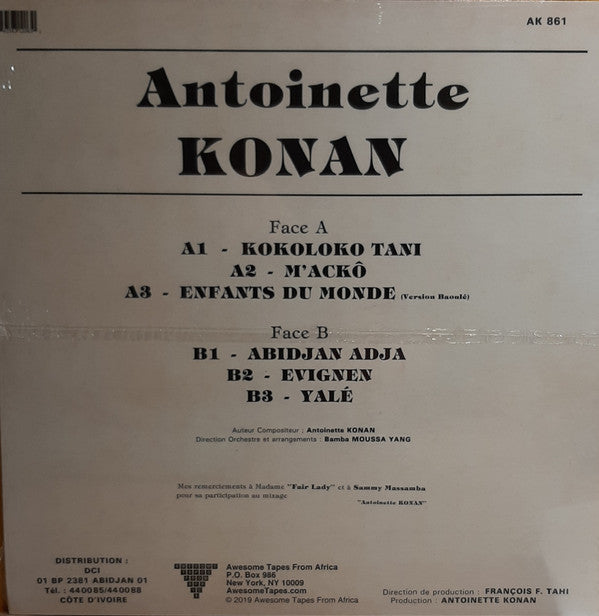 AK 861
Antoinette
KONAN
Face A
A1 - KOKOLOKO TANI
A2 - M'ACKÔ
A3 - ENFANTS DU MONDE (Version Baoulé)
Face B
B1 - ABIDJAN ADJA
B2 - EVIGNEN
B3 - YALÉ
Auteur Compositeur : Antoinette KONAN
Direction Orchestre et arrangements : Bamba MOUSSA YANG
Mes remerciements à Madame "Fair Lady" et à Sammy Massamba
pour sa participation au mixage
"Antoinette KONAN"
DISTRIBUTION :
DCI
01 BP 2381 ABIDJAN 01
Tél. : 440085/440088
CÔTE D'IVOIRE
Awesome Tapes From Africa
P.O. Box 986
New York, NY 10009
AwesomeTapes.com
© 2019 Awesome Tapes From Africa
Direction de production : FRANÇOIS F. TAHI
Production : ANTOINETTE KONAN